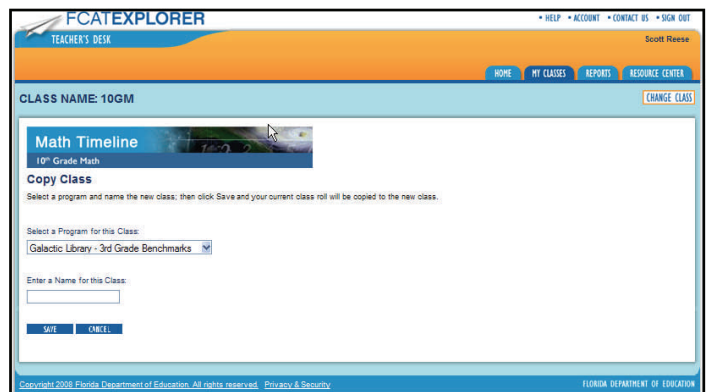 FCATEXPLORER
• HELP • ACCOUNT • CONTACT US • SIGN OUT
TEACHER'S DESK
Scott Reese
HOME MY CLASSES REPORTS RESOURCE CENTER
CLASS NAME: 10GM
CHANGE CLASS
Math Timeline
10th Grade Math
Copy Class
Select a program and name the new class; then click Save and your current class roll will be copied to the new class.
Select a Program for this Class:
Galactic Library - 3rd Grade Benchmarks
Enter a Name for this Class:
SAVE CANCEL
Copyright 2008 Florida Department of Education. All rights reserved. Privacy & Security
FLORIDA DEPARTMENT OF EDUCATION